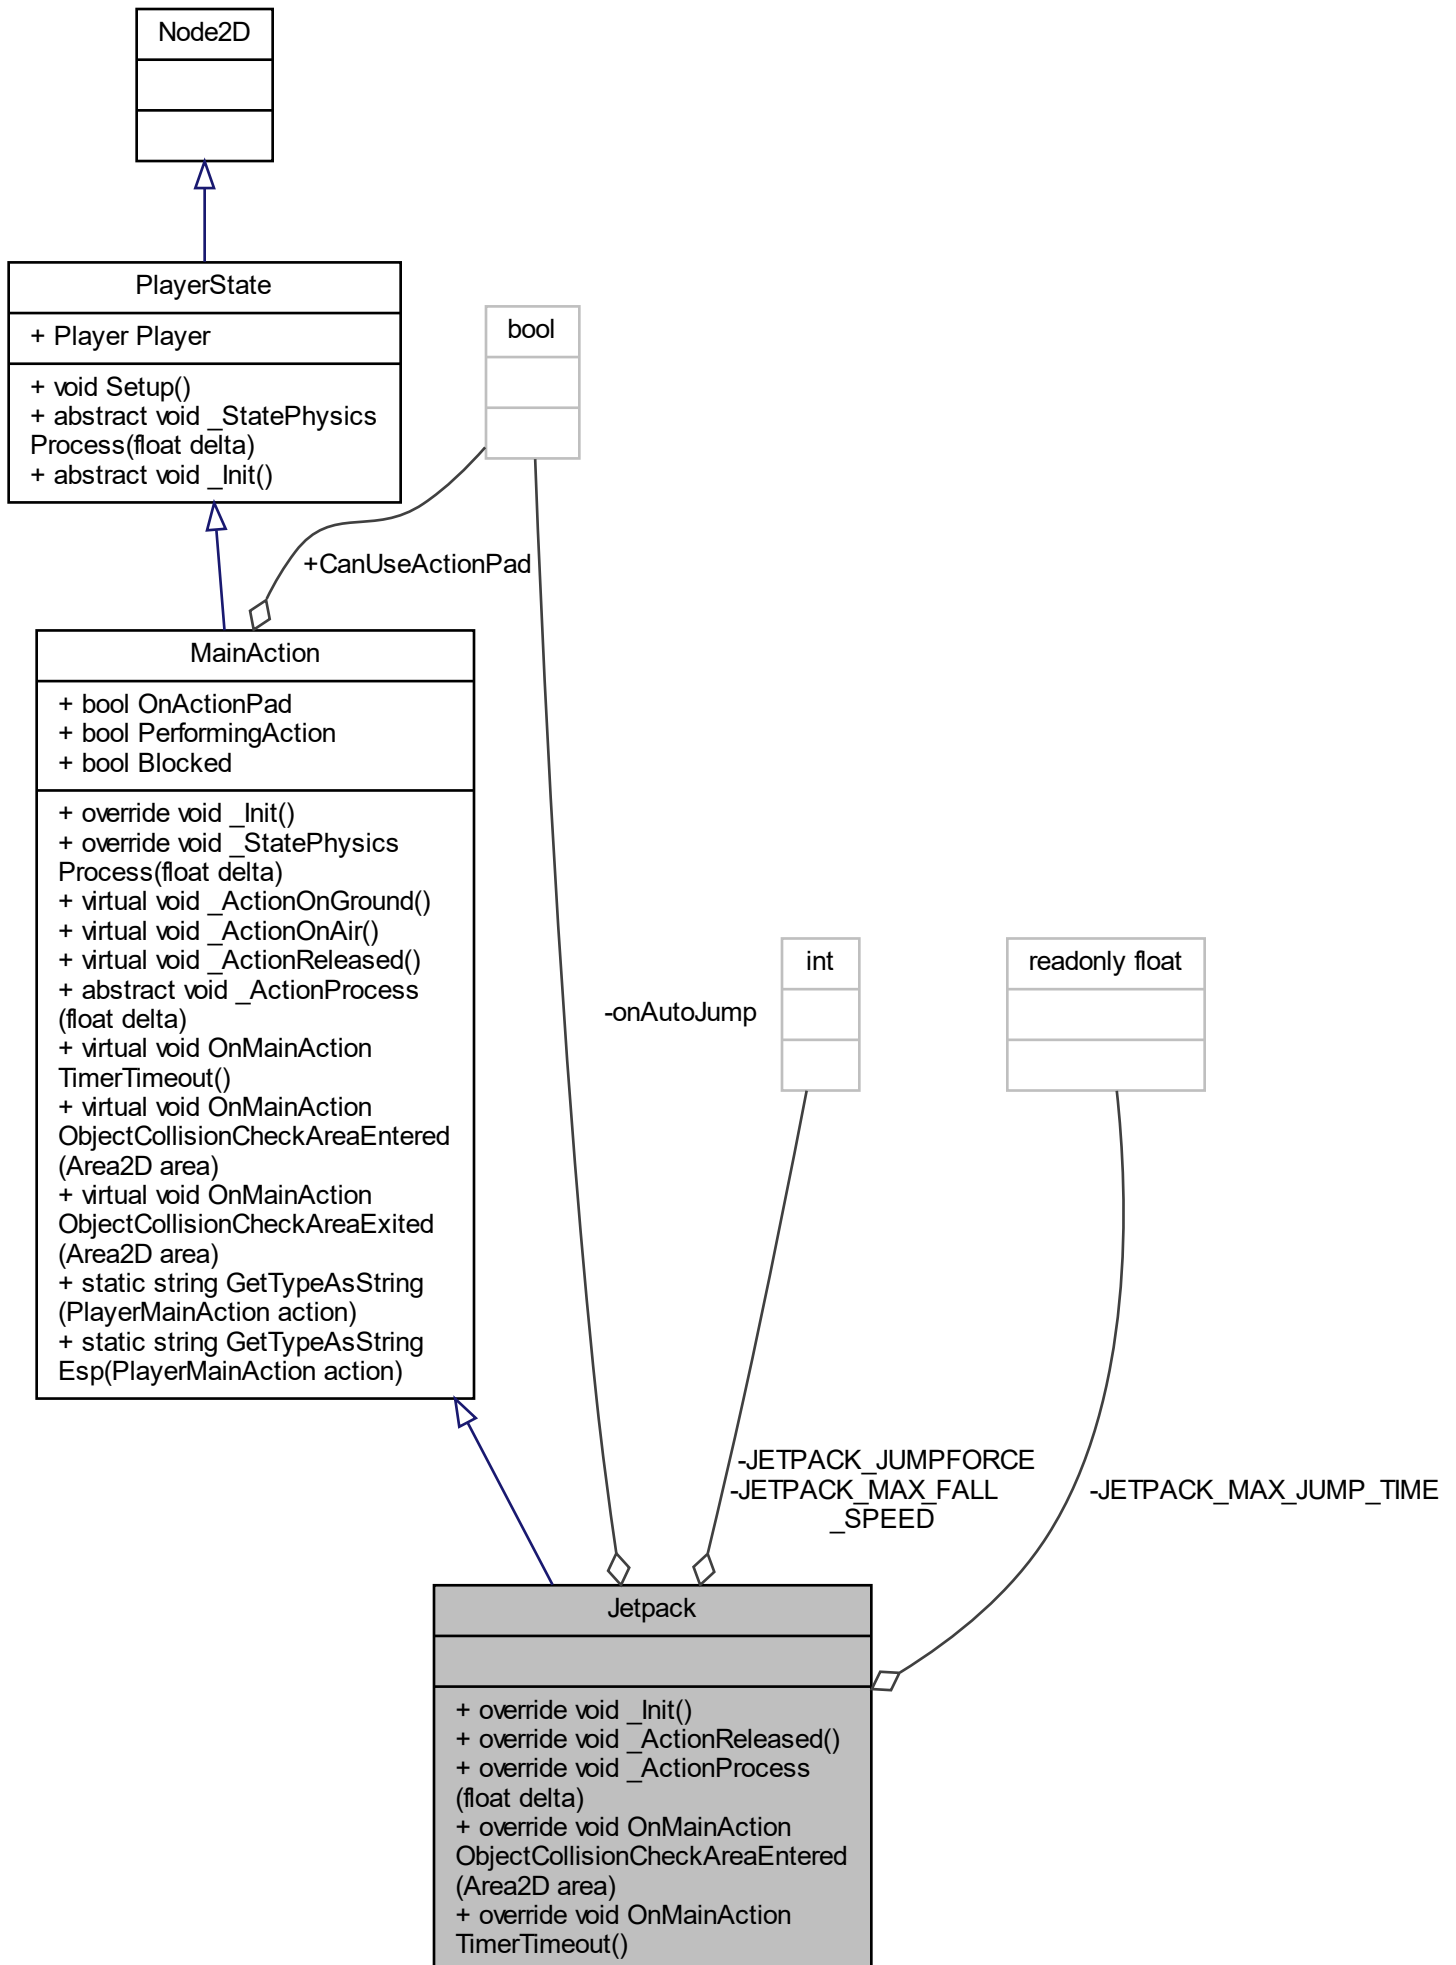 Node2D
PlayerState
+ Player Player
+ void Setup()
+ abstract void _StatePhysics
Process(float delta)
+ abstract void _Init()
bool
+CanUseActionPad
MainAction
+ bool OnActionPad
+ bool PerformingAction
+ bool Blocked
+ override void _Init()
+ override void _StatePhysics
Process(float delta)
+ virtual void _ActionOnGround()
+ virtual void _ActionOnAir()
+ virtual void _ActionReleased()
+ abstract void _ActionProcess
(float delta)
+ virtual void OnMainAction
TimerTimeout()
+ virtual void OnMainAction
ObjectCollisionCheckAreaEntered
(Area2D area)
+ virtual void OnMainAction
ObjectCollisionCheckAreaExited
(Area2D area)
+ static string GetTypeAsString
(PlayerMainAction action)
+ static string GetTypeAsString
Esp(PlayerMainAction action)
-onAutoJump
int
readonly float
-JETPACK_JUMPFORCE
-JETPACK_MAX_FALL
_SPEED
-JETPACK_MAX_JUMP_TIME
Jetpack
+ override void _Init()
+ override void _ActionReleased()
+ override void _ActionProcess
(float delta)
+ override void OnMainAction
ObjectCollisionCheckAreaEntered
(Area2D area)
+ override void OnMainAction
TimerTimeout()